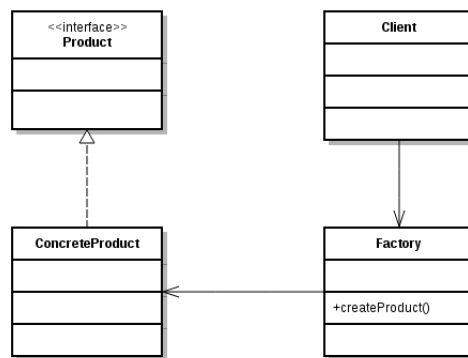 <<interface>>
Product
Client
ConcreteProduct
Factory
+createProduct()